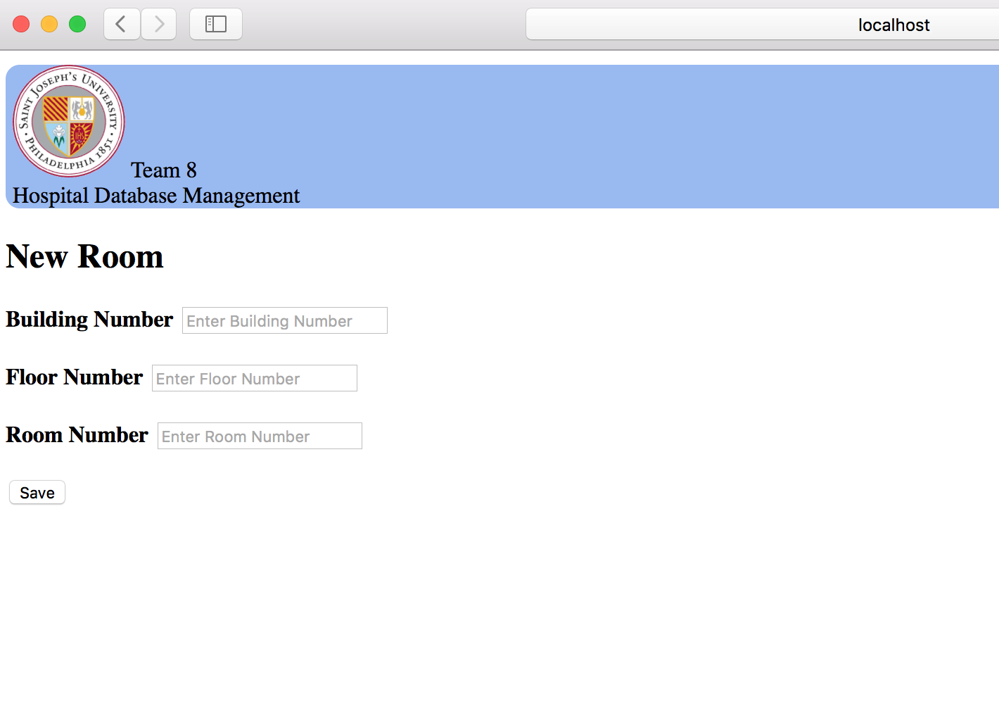 localhost
SAINT JOSEPH'S UNIVERSITY
PHILADELPHIA 1851
IHS
Team 8
Hospital Database Management
New Room
Building Number Enter Building Number
Floor Number Enter Floor Number
Room Number Enter Room Number
Save